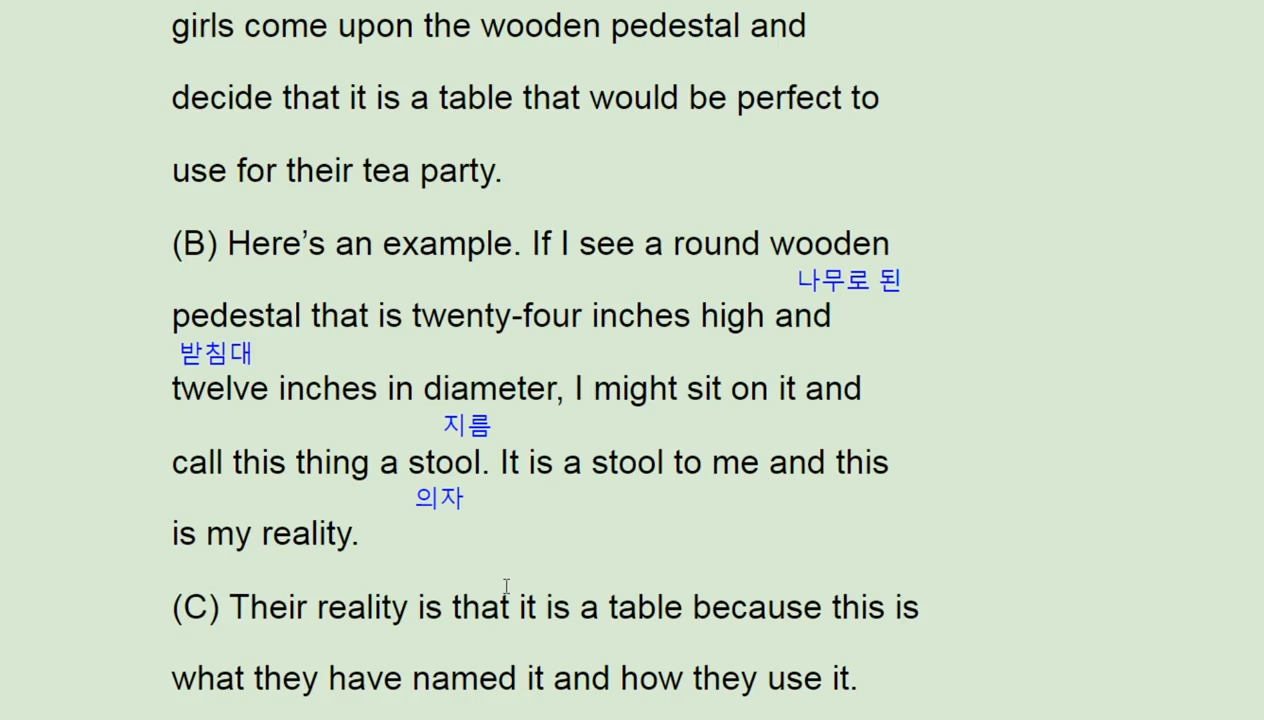 girls come upon the wooden pedestal and
decide that it is a table that would be perfect to
use for their tea party.
(B) Here’s an example. If I see a round wooden
나무로 된
pedestal that is twenty-four inches high and
받침대
twelve inches in diameter, I might sit on it and
지름
call this thing a stool. It is a stool to me and this
의자
is my reality.
(C) Their reality is that it is a table because this is
what they have named it and how they use it.